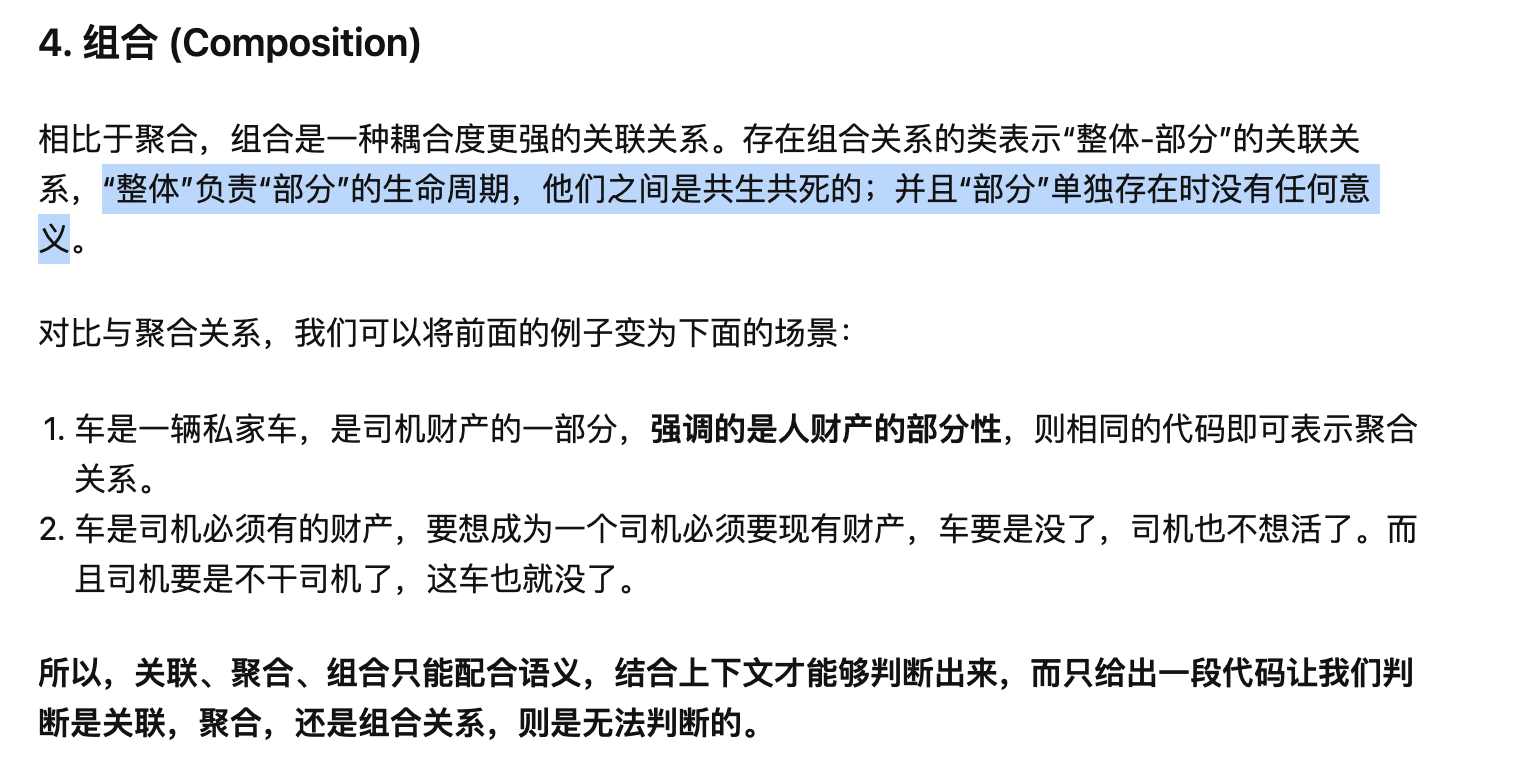 4. 组合 (Composition)
相比于聚合，组合是一种耦合度更强的关联关系。存在组合关系的类表示“整体-部分”的关联关
系，“整体”负责“部分”的生命周期，他们之间是共生共死的；并且“部分”单独存在时没有任何意
义。
对比与聚合关系，我们可以将前面的例子变为下面的场景：
1. 车是一辆私家车，是司机财产的一部分，强调的是人财产的部分性，则相同的代码即可表示聚合
关系。
2. 车是司机必须有的财产，要想成为一个司机必须要现有财产，车要是没了，司机也不想活了。而
且司机要是不干司机了，这车也就没了。
所以，关联、聚合、组合只能配合语义，结合上下文才能够判断出来，而只给出一段代码让我们判
断是关联，聚合，还是组合关系，则是无法判断的。